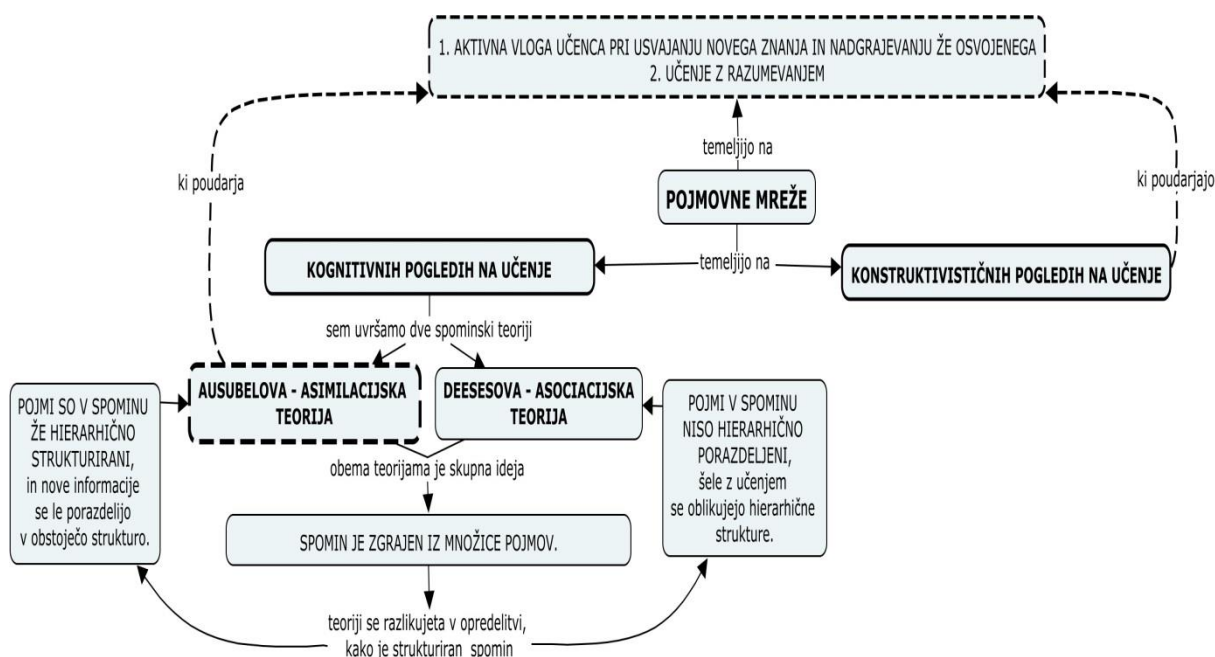 1. AKTIVNA VLOGA UČENCA PRI USVAJANJU NOVEGA ZNANJA IN NADGRAJEVANJU ŽE OSVOJENEGA
2. UČENJE Z RAZUMEVANJEM
temeljijo na
ki poudarja
ki poudarjajo
POJMOVNE MREŽE
temeljijo na
KOGNITIVNIH POGLEDIH NA UČENJE
KONSTRUKTIVISTIČNIH POGLEDIH NA UČENJE
sem uvršamo dve spominski teoriji
AUSUBELOVA - ASIMILACIJSKA
TEORIJA
DEESESOVA - ASOCIACIJSKA
TEORIJA
POJMI SO V SPOMINU
ŽE HIERARHIČNO
STRUKTURIRANI,
in nove informacije
se le porazdelijo
v obstoječo strukturo.
POJMI V SPOMINU
NISO HIERARHIČNO
PORAZDELJENI,
šele z učenjem
se oblikujejo hierarhične
strukture.
obema teorijama je skupna ideja
SPOMIN JE ZGRAJEN IZ MNOŽICE POJMOV.
teoriji se razlikujeta v opredelitvi,
kako je strukturiran spomin